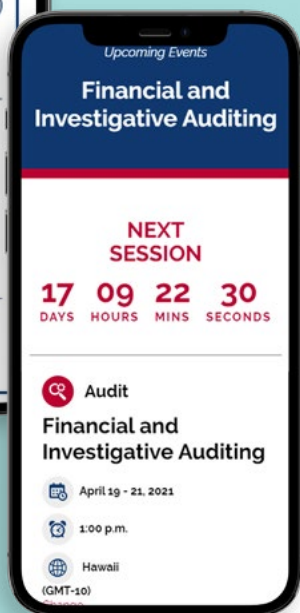 Upcoming Events
Financial and
Investigative Auditing
NEXT
SESSION
17 09 22 30
DAYS HOURS MINS SECONDS
Audit
Financial and
Investigative Auditing
April 19 - 21, 2021
1:00 p.m.
Hawaii
(GMT-10)
Change